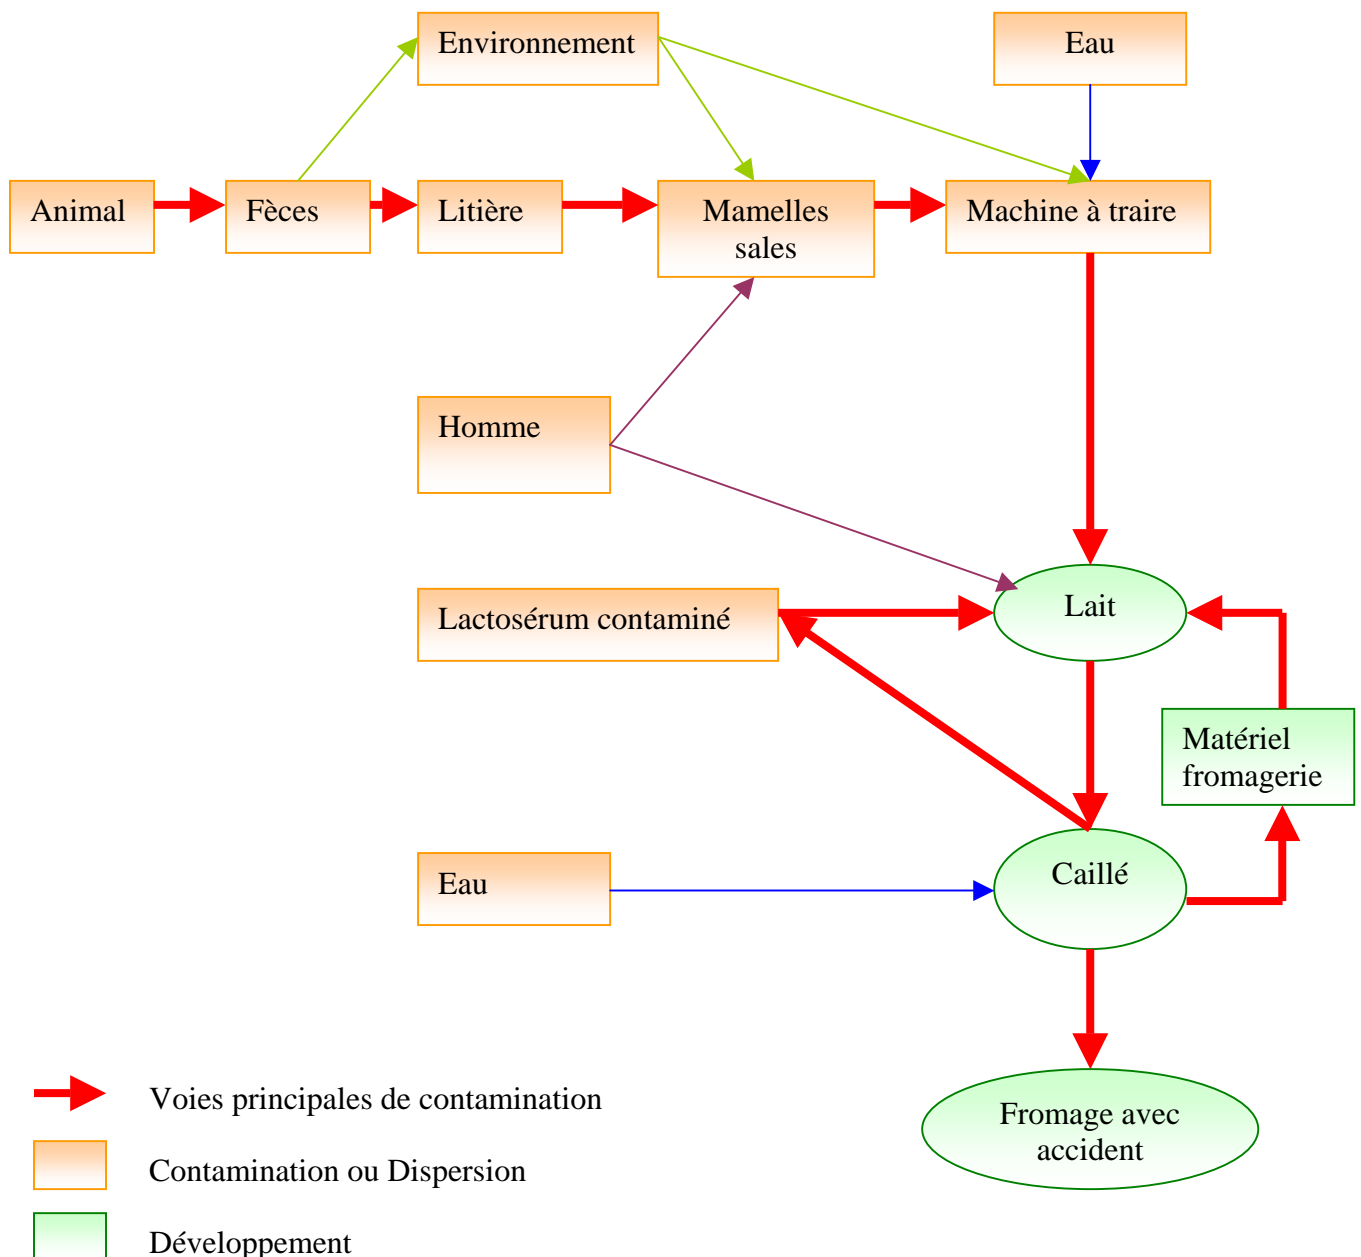 Environnement
Eau
Animal
Fèces
Litière
Mamelles
sales
Machine à traire
Homme
Lait
Lactosérum contaminé
Matériel
fromagerie
Caillé
Eau
Voies principales de contamination
Fromage avec
accident
Contamination ou Dispersion
Développement